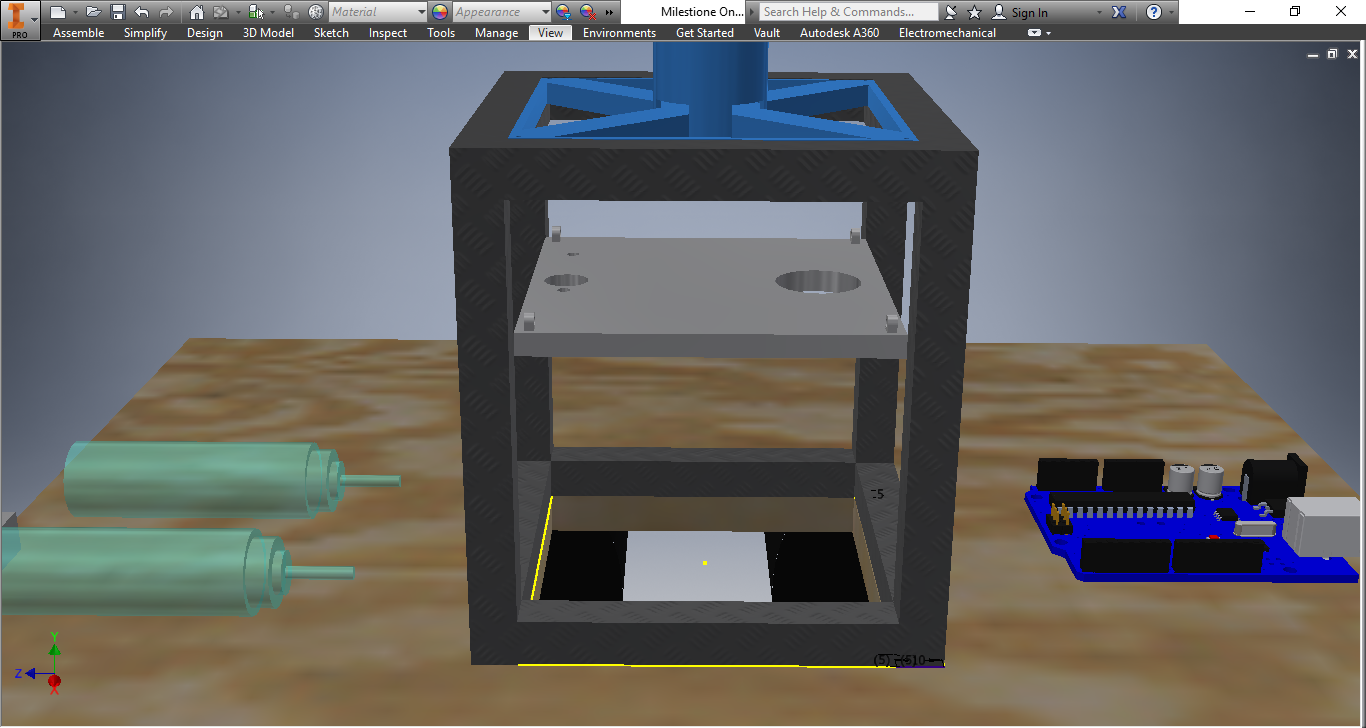 Material
Appearance
Milestone On...
Search Help & Commands...
Sign In
PRO
Assemble
Simplify
Design
3D Model
Sketch
Inspect
Tools
Manage
View
Environments
Get Started
Vault
Autodesk A360
Electromechanical
Y
Z
X